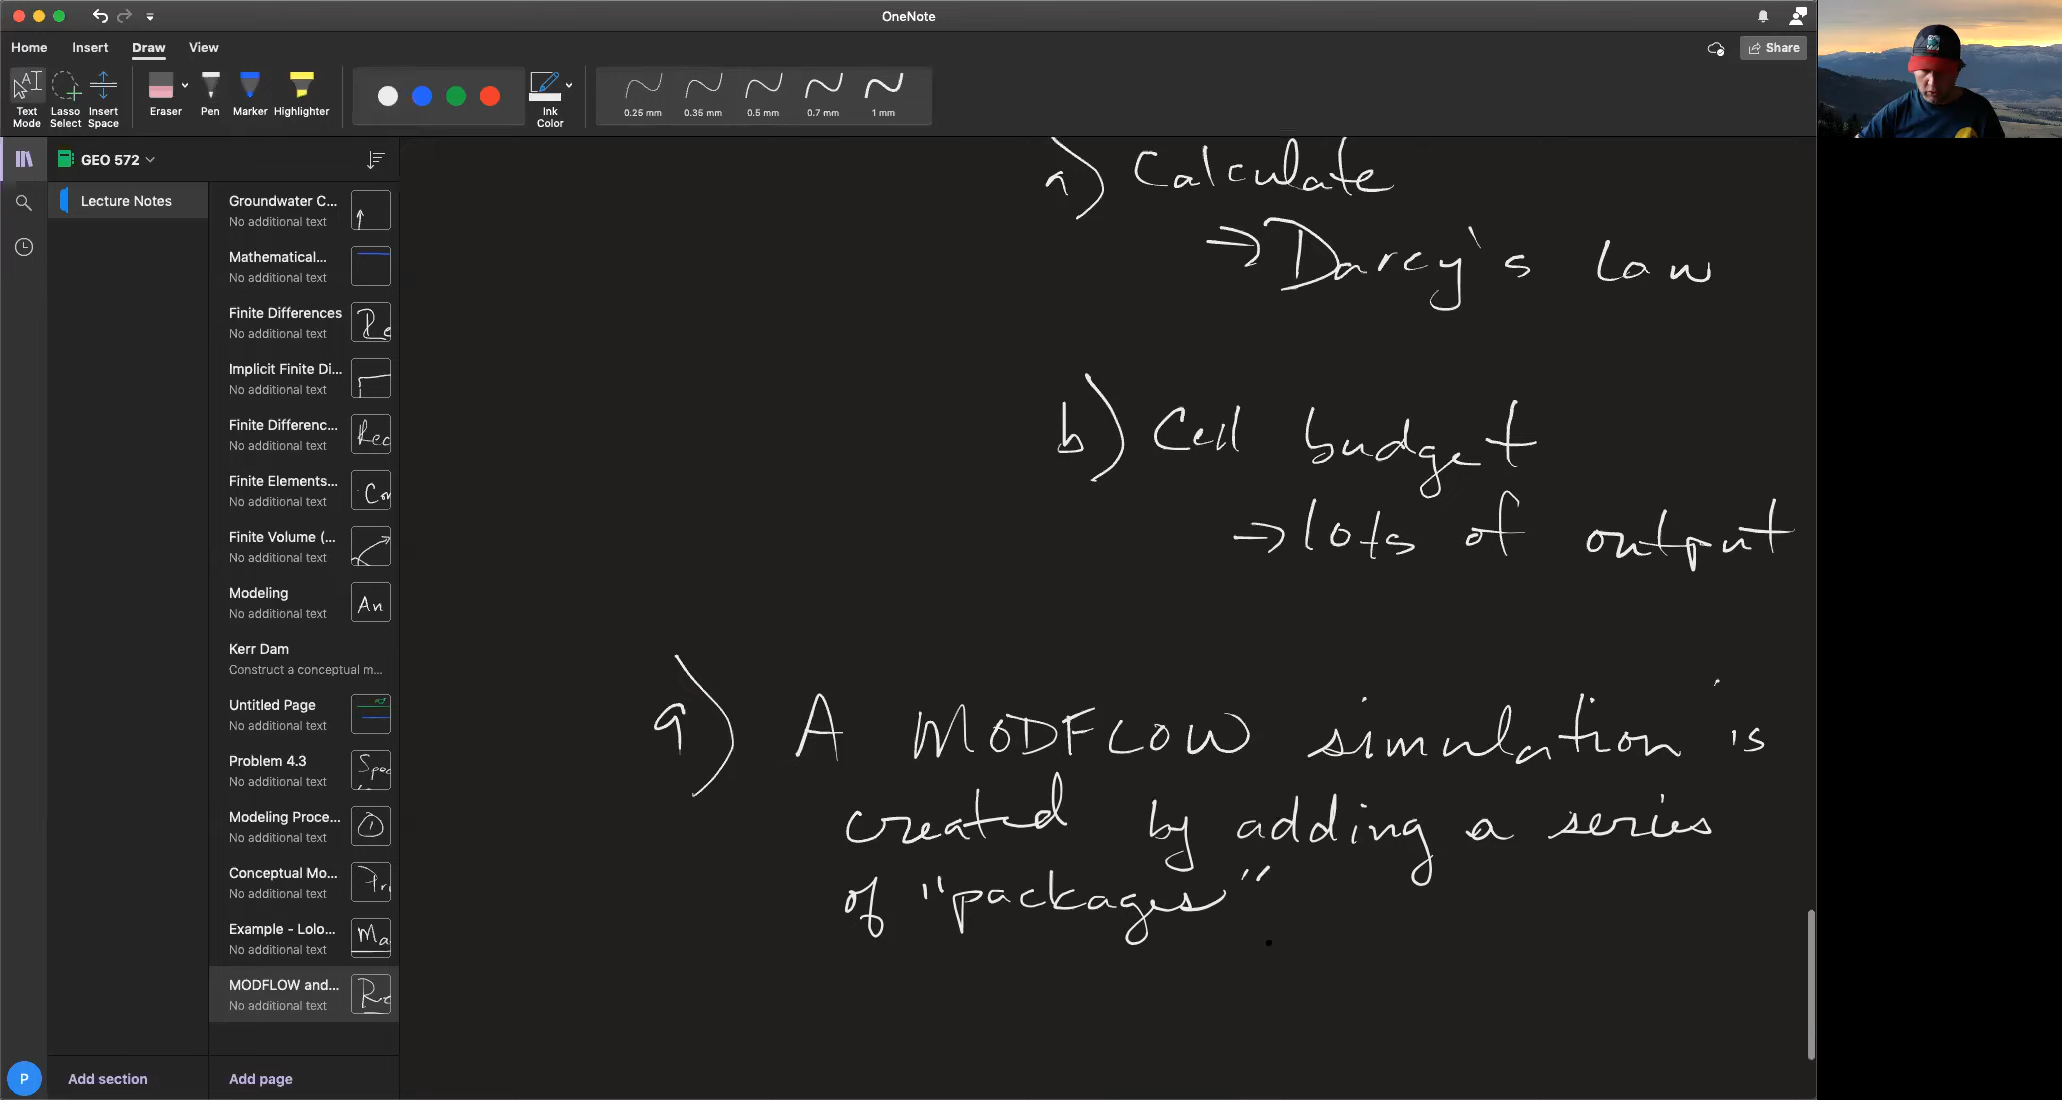 OneNote
Home Insert Draw View
Share
Text Mode
Lasso Select
Insert Space
Eraser
Pen
Marker
Highlighter
Ink Color
0.25 mm 0.35 mm 0.5 mm 0.7 mm 1 mm
GEO 572
Lecture Notes
Groundwater C...
No additional text
Mathematical...
No additional text
Finite Differences
No additional text
Implicit Finite Di...
No additional text
Finite Differenc...
No additional text
Finite Elements...
No additional text
Finite Volume (...
No additional text
Modeling
No additional text
Kerr Dam
Construct a conceptual m...
Untitled Page
No additional text
Problem 4.3
No additional text
Modeling Proce...
No additional text
Conceptual Mo...
No additional text
Example - Lolo...
No additional text
MODFLOW and...
No additional text
P
Add section
Add page
a) Calculate
→ Darcy's Law
b) Cell budget
→ lots of output
9) A MODFLOW simulation is
created by adding a series
of "packages"